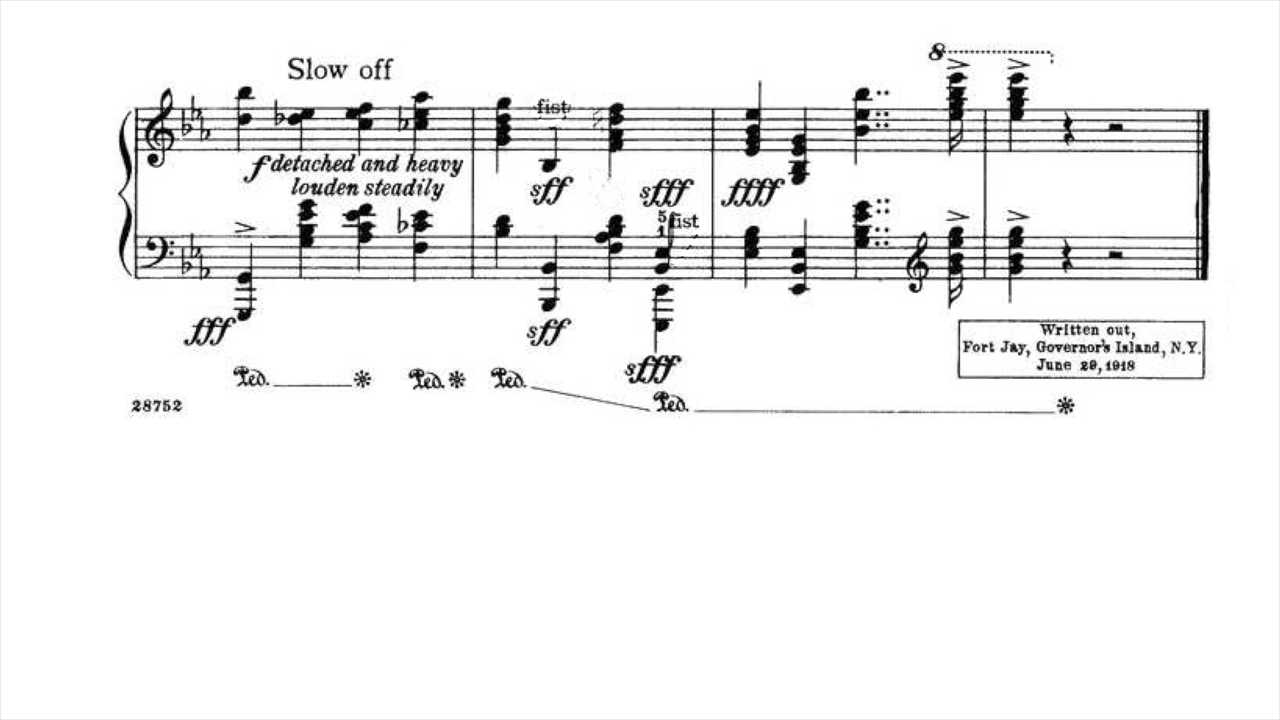 8
Slow off
fist
f detached and heavy
louden steadily
sff
sfff
ffff
5
1
fist
fff
sff
sfff
Written out,
Fort Jay, Governor's Island, N.Y.
June 29, 1918
Ped. Ped. Ped.
Ped.
28752